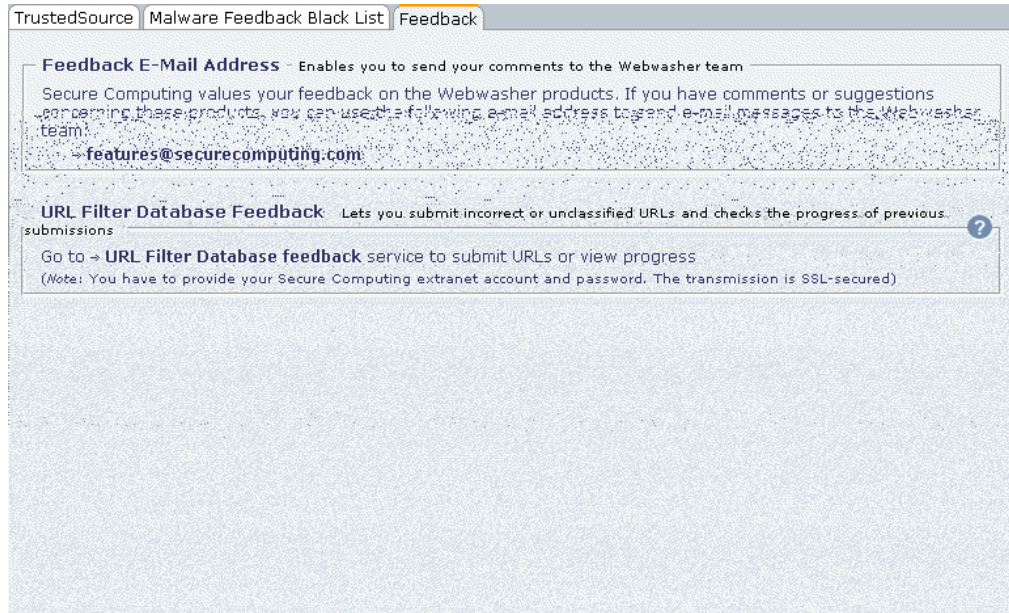 TrustedSource Malware Feedback Black List Feedback
Feedback E-Mail Address - Enables you to send your comments to the Webwasher team
Secure Computing values your feedback on the Webwasher products. If you have comments or suggestions
concerning these products, you can use the following e-mail address to send e-mail messages to the Webwasher
team:
→ features@securecomputing.com
URL Filter Database Feedback Lets you submit incorrect or unclassified URLs and checks the progress of previous
submissions
?
Go to → URL Filter Database feedback service to submit URLs or view progress
(Note: You have to provide your Secure Computing extranet account and password. The transmission is SSL-secured)